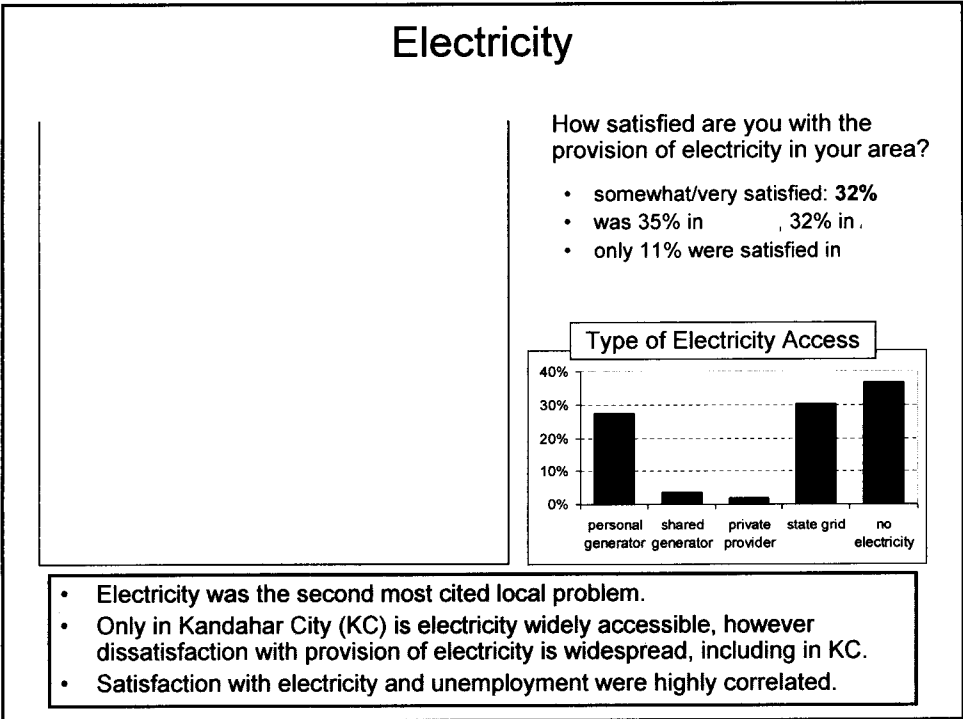 Electricity
How satisfied are you with the
provision of electricity in your area?
• somewhat/very satisfied: 32%
• was 35% in , 32% in
• only 11% were satisfied in
Type of Electricity Access
40%
30%
20%
10%
0%
personal generator
shared generator
private provider
state grid
no electricity
• Electricity was the second most cited local problem.
• Only in Kandahar City (KC) is electricity widely accessible, however
dissatisfaction with provision of electricity is widespread, including in KC.
• Satisfaction with electricity and unemployment were highly correlated.